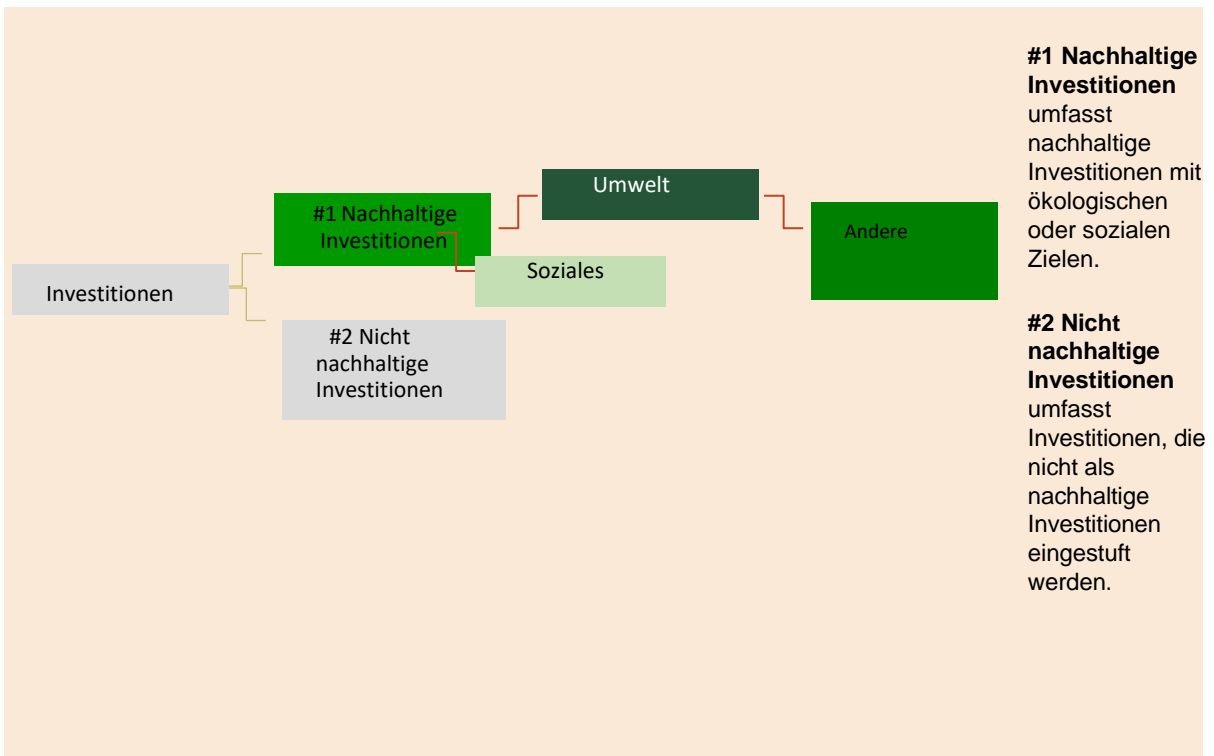 Investitionen
#1 Nachhaltige
Investitionen
#2 Nicht
nachhaltige
Investitionen
Umwelt
Soziales
Andere
#1 Nachhaltige
Investitionen
umfasst
nachhaltige
Investitionen mit
ökologischen
oder sozialen
Zielen.
#2 Nicht
nachhaltige
Investitionen
umfasst
Investitionen, die
nicht als
nachhaltige
Investitionen
eingestuft
werden.